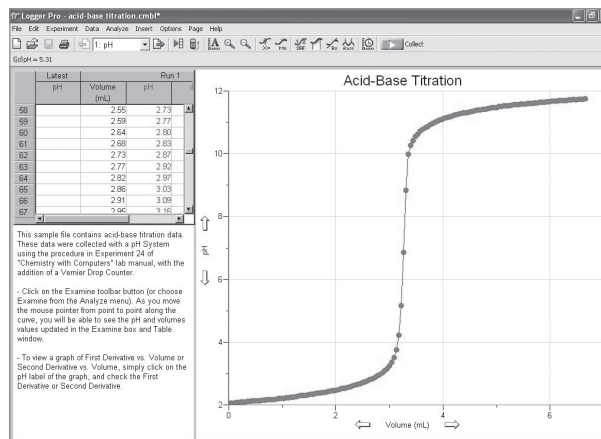 Logger Pro - acid-base titration.cmbl*
File Edit Experiment Data Analyze Insert Options Page Help
1: pH
Collect
pH = 5.31
Latest Run 1
pH Volume pH d
(mL)
58 2.55 2.73
59 2.59 2.77
60 2.64 2.80
61 2.68 2.83
62 2.73 2.87
63 2.77 2.92
64 2.82 2.97
65 2.86 3.03
66 2.91 3.09
67 2.95 3.16
This sample file contains acid-base titration data.
These data were collected with a pH System
using the procedure in Experiment 24 of
"Chemistry with Computers" lab manual, with the
addition of a Vernier Drop Counter.
- Click on the Examine toolbar button (or choose
Examine from the Analyze menu). As you move
the mouse pointer from point to point along the
curve, you will be able to see the pH and volumes
values updated in the Examine box and Table
window.
- To view a graph of First Derivative vs. Volume or
Second Derivative vs. Volume, simply click on the
pH label of the graph, and check the First
Derivative or Second Derivative.
Acid-Base Titration
12
10
8
6
4
2
pH
0 2 4 6
Volume (mL)